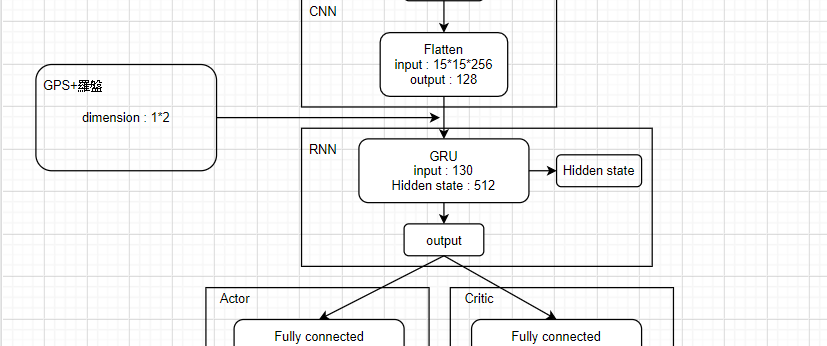 CNN
Flatten
input : 15*15*256
output : 128
GPS+羅盤
dimension : 1*2
RNN
GRU
input : 130
Hidden state : 512
Hidden state
output
Actor
Critic
Fully connected
Fully connected